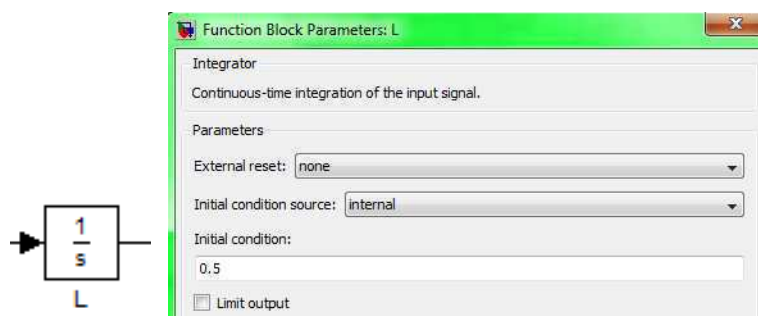 Function Block Parameters: L
Integrator
Continuous-time integration of the input signal.
Parameters
External reset: none
Initial condition source: internal
Initial condition:
0.5
Limit output
1
s
L